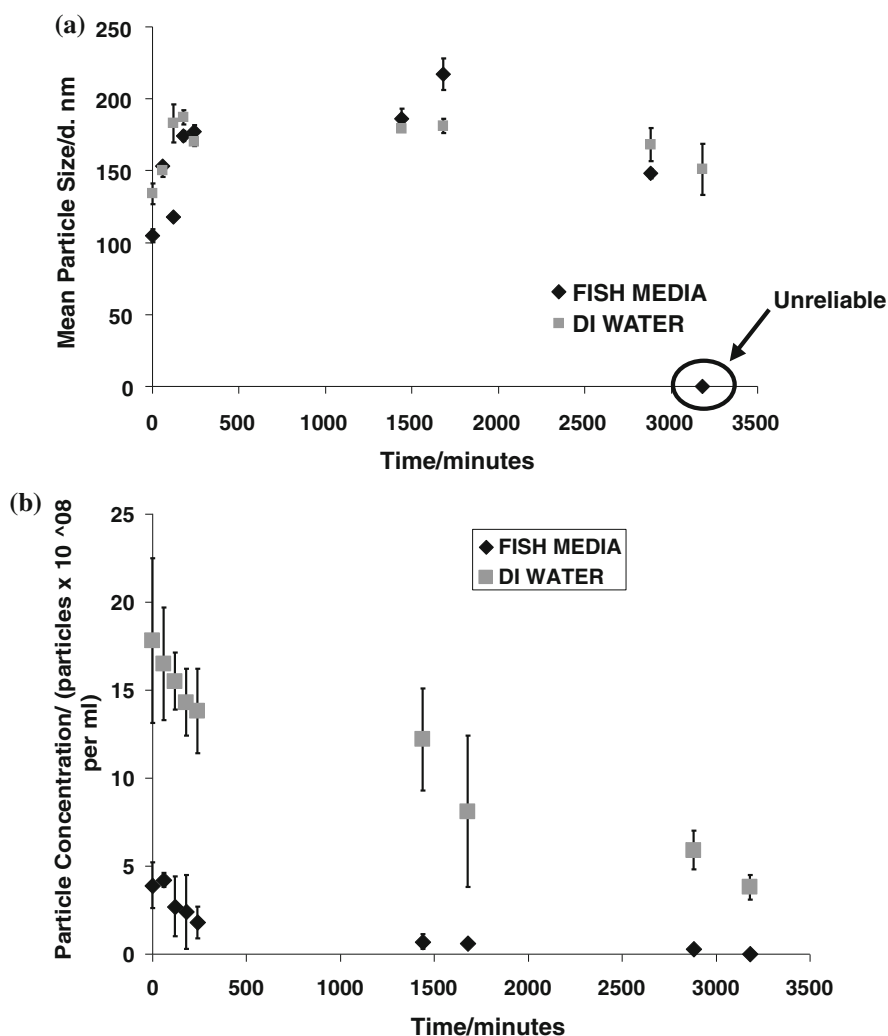 (a)
250
200
150
100
50
0
Mean Particle Size/d. nm
FISH MEDIA
DI WATER
Unreliable
0 500 1000 1500 2000 2500 3000 3500
Time/minutes
(b)
25
20
15
10
5
0
Particle Concentration/ (particles x 10 ^08
per ml)
FISH MEDIA
DI WATER
0 500 1000 1500 2000 2500 3000 3500
Time/minutes